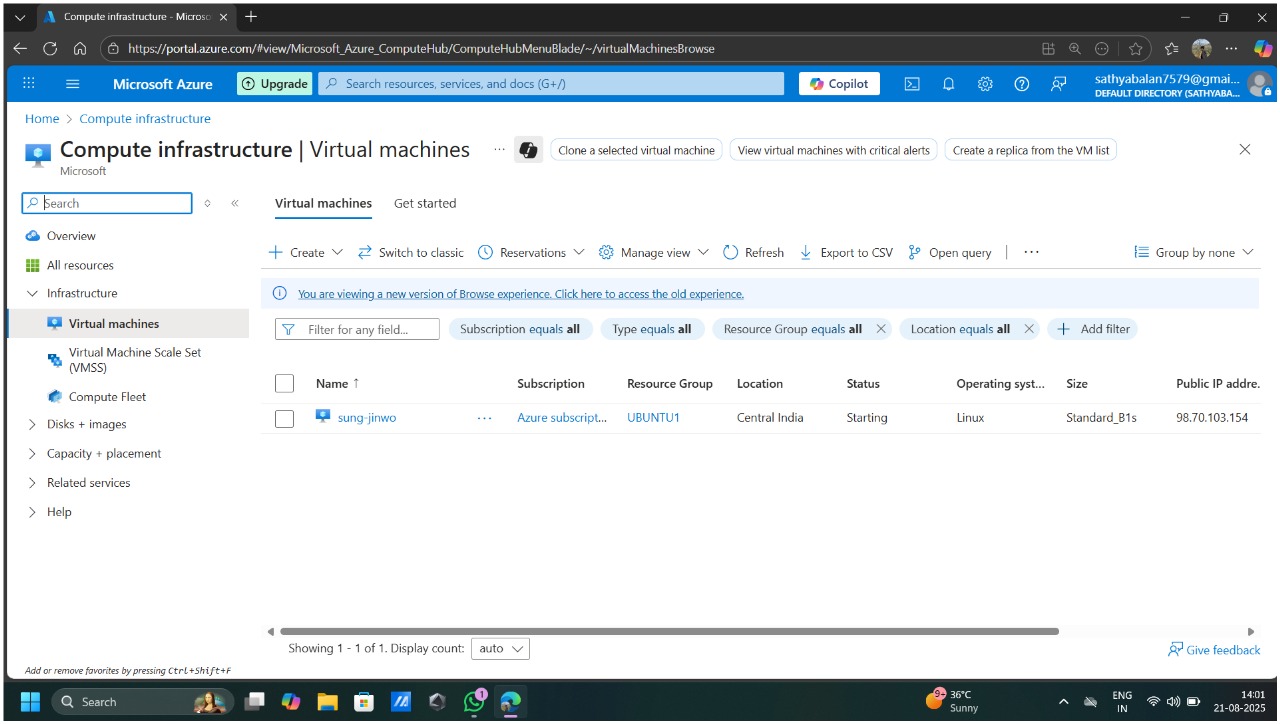 Compute infrastructure - Microso
https://portal.azure.com/#view/Microsoft_Azure_ComputeHub/ComputeHubMenuBlade/~/virtualMachinesBrowse
Microsoft Azure
Upgrade
Search resources, services, and docs (G+/)
Copilot
sathyabalan7579@gmai...
DEFAULT DIRECTORY (SATHYABA...
Home > Compute infrastructure
Compute infrastructure | Virtual machines
...
Clone a selected virtual machine
View virtual machines with critical alerts
Create a replica from the VM list
Microsoft
Search
Overview
All resources
Infrastructure
Virtual machines
Virtual Machine Scale Set
(VMSS)
Compute Fleet
Disks + images
Capacity + placement
Related services
Help
Add or remove favorites by pressing Ctrl+Shift+F
Virtual machines Get started
Create Switch to classic Reservations Manage view Refresh Export to CSV Open query | ... Group by none
You are viewing a new version of Browse experience. Click here to access the old experience.
Filter for any field... Subscription equals all Type equals all Resource Group equals all Location equals all Add filter
Name ↑ Subscription Resource Group Location Status Operating syst... Size Public IP addre.
sung-jinwo ... Azure subscript... UBUNTU1 Central India Starting Linux Standard_B1s 98.70.103.154
Showing 1 - 1 of 1. Display count: auto
Give feedback
Search
1
9+
36°C
Sunny
ENG
IN
14:01
21-08-2025